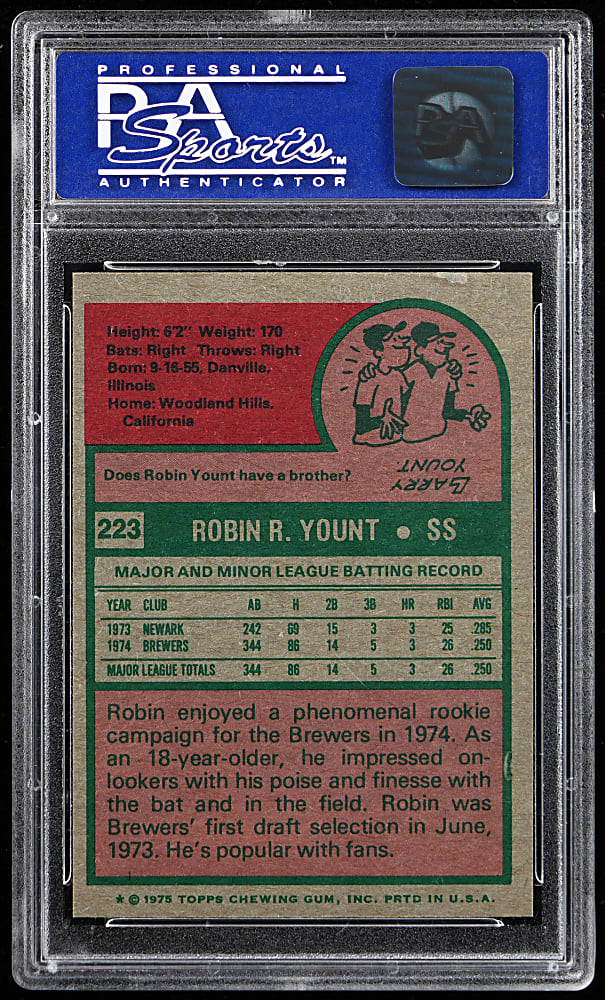 PROFESSIONAL
PSA
Sports™
AUTHENTICATOR
PSA
Height: 6'2" Weight: 170
Bats: Right Throws: Right
Born: 9-16-55, Danville,
Illinois
Home: Woodland Hills,
California
Does Robin Yount have a brother?
LARRY
YOUNT
223 ROBIN R. YOUNT • SS
MAJOR AND MINOR LEAGUE BATTING RECORD
YEAR CLUB AB H 2B 3B HR RBI AVG
1973 NEWARK 242 69 15 3 3 25 .285
1974 BREWERS 344 86 14 5 3 26 .250
MAJOR LEAGUE TOTALS 344 86 14 5 3 26 .250
Robin enjoyed a phenomenal rookie
campaign for the Brewers in 1974. As
an 18-year-older, he impressed on-
lookers with his poise and finesse with
the bat and in the field. Robin was
Brewers' first draft selection in June,
1973. He's popular with fans.
* © 1975 TOPPS CHEWING GUM, INC. PRTD IN U.S.A.